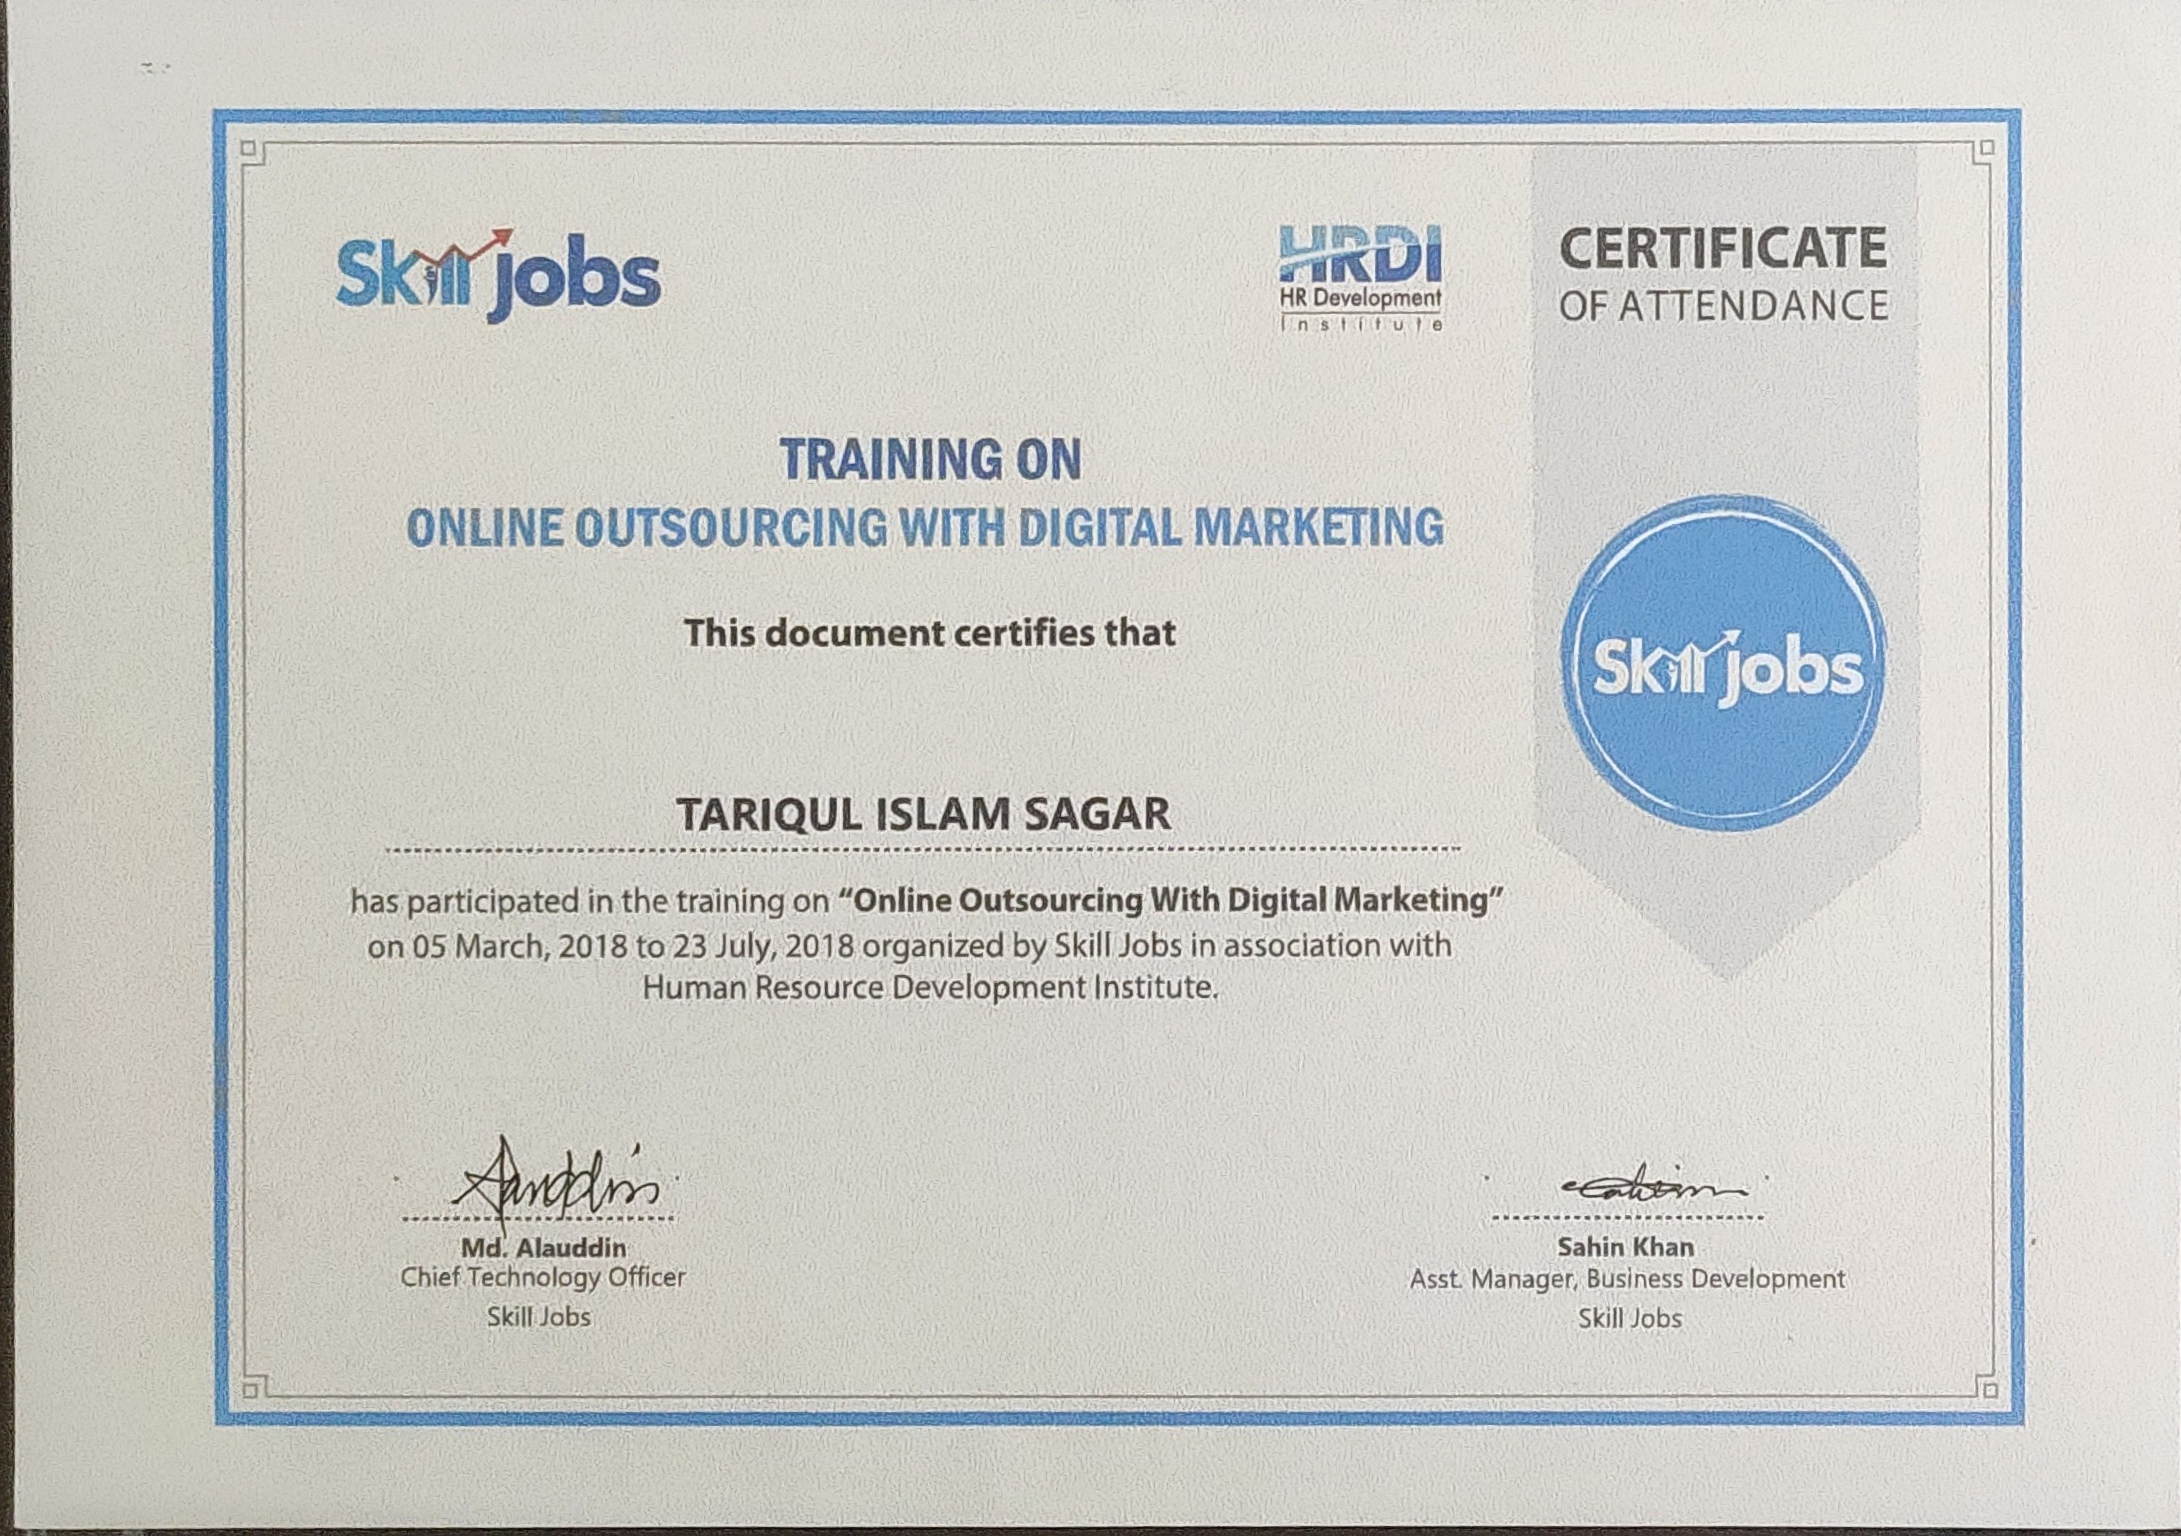 Skill jobs
HRDI
HR Development
Institute
CERTIFICATE
OF ATTENDANCE
TRAINING ON
ONLINE OUTSOURCING WITH DIGITAL MARKETING
This document certifies that
Skill jobs
TARIQUL ISLAM SAGAR
has participated in the training on “Online Outsourcing With Digital Marketing”
on 05 March, 2018 to 23 July, 2018 organized by Skill Jobs in association with
Human Resource Development Institute.
Md. Alauddin
Chief Technology Officer
Skill Jobs
Sahin Khan
Asst. Manager, Business Development
Skill Jobs